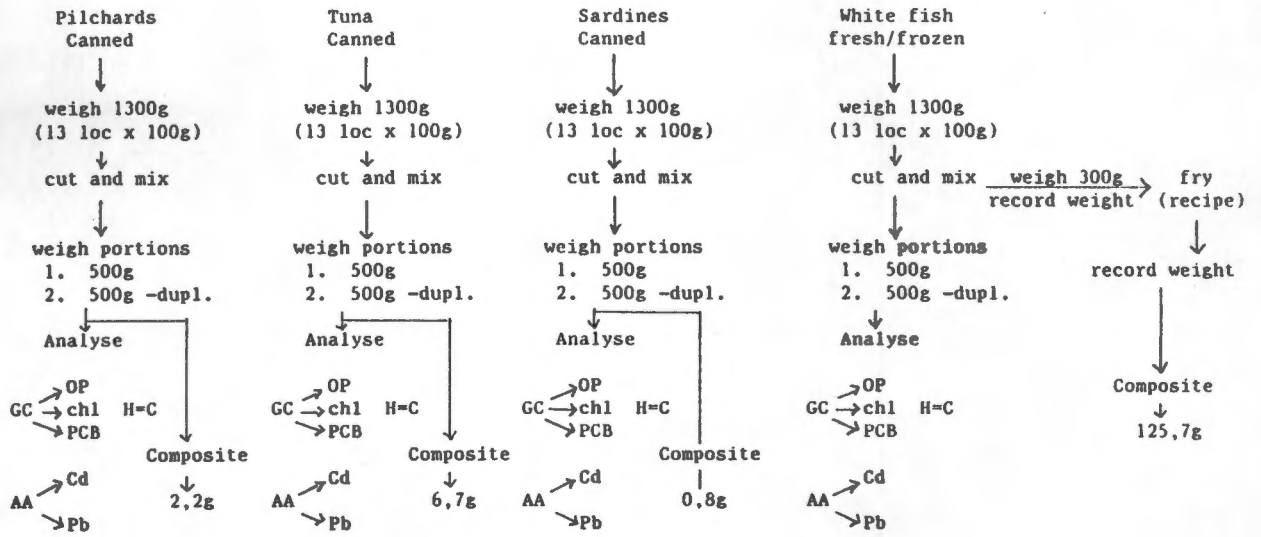 Pilchards
Canned
weigh 1300g
(13 loc x 100g)
cut and mix
weigh portions
1. 500g
2. 500g -dupl.
Analyse
OP
GC chl H=C
PCB
Composite
Cd
AA 2,2g
Pb
Tuna
Canned
weigh 1300g
(13 loc x 100g)
cut and mix
weigh portions
1. 500g
2. 500g -dupl.
Analyse
OP
GC chl H=C
PCB
Composite
Cd
AA 6,7g
Pb
Sardines
Canned
weigh 1300g
(13 loc x 100g)
cut and mix
weigh portions
1. 500g
2. 500g -dupl.
Analyse
OP
GC chl H=C
PCB
Composite
Cd
AA 0,8g
Pb
White fish
fresh/frozen
weigh 1300g
(13 loc x 100g)
cut and mix
weigh portions
1. 500g
2. 500g -dupl.
Analyse
OP
GC chl H=C
PCB
Cd
AA
Pb
weigh 300g
record weight
fry
(recipe)
record weight
Composite
125,7g